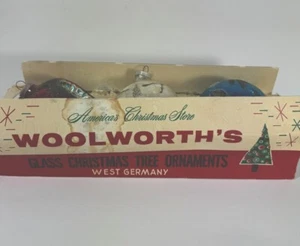 America's Christmas Store
WOOLWORTH'S
GLASS CHRISTMAS TREE ORNAMENTS
WEST GERMANY